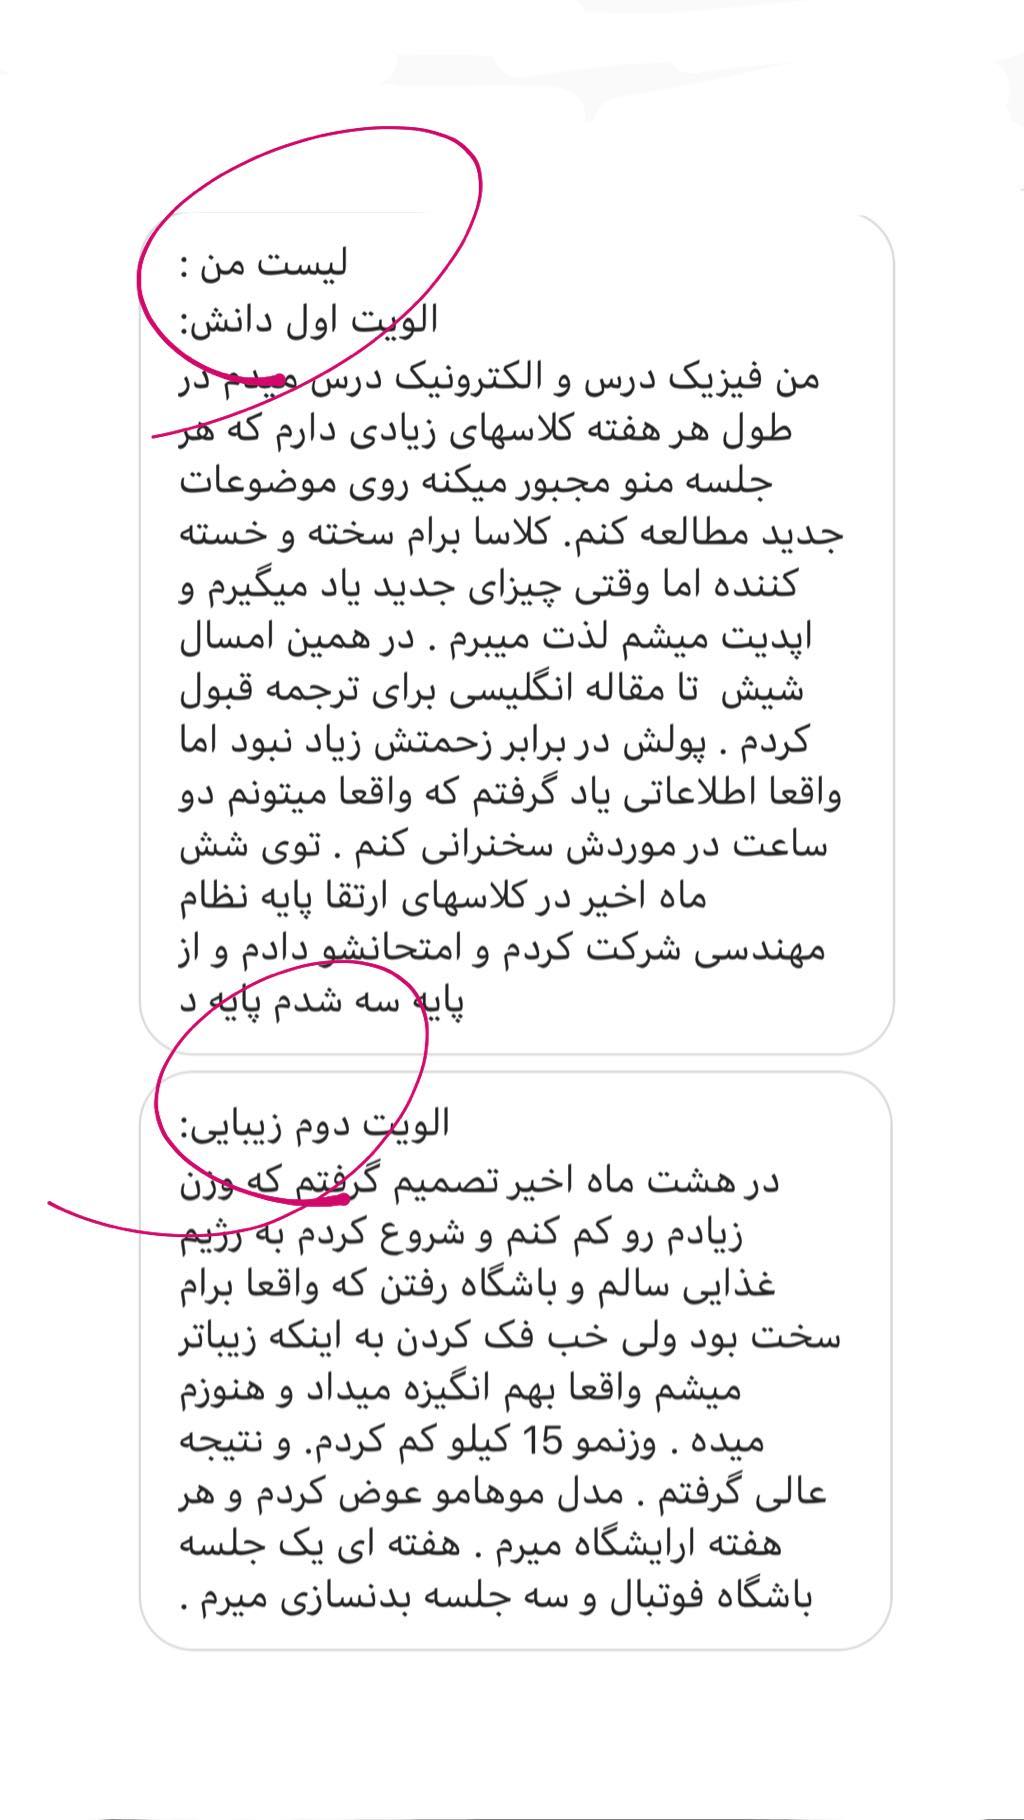 لیست من :
الویت اول دانش:
من فیزیک درس و الکترونیک درس میدم در
طول هر هفته کلاسهای زیادی دارم که هر
جلسه منو مجبور میکنه روی موضوعات
جدید مطالعه کنم. کلاسا برام سخته و خسته
کننده اما وقتی چیزای جدید یاد میگیرم و
اپدیت میشم لذت میبرم . در همین امسال
شیش تا مقاله انگلیسی برای ترجمه قبول
کردم . پولش در برابر زحمتش زیاد نبود اما
واقعا اطلاعاتی یاد گرفتم که واقعا میتونم دو
ساعت در موردش سخنرانی کنم . توی شش
ماه اخیر در کلاسهای ارتقا پایه نظام
مهندسی شرکت کردم و امتحانشو دادم و از
پایه سه شدم پایه د
الویت دوم زیبایی:
در هشت ماه اخیر تصمیم گرفتم که وزن
زیادم رو کم کنم و شروع کردم به رژیم
غذایی سالم و باشگاه رفتن که واقعا برام
سخت بود ولی خب فک کردن به اینکه زیباتر
میشم واقعا بهم انگیزه میداد و هنوزم
میده . وزنمو 15 کیلو کم کردم. و نتیجه
عالی گرفتم . مدل موهامو عوض کردم و هر
هفته ارایشگاه میرم . هفته ای یک جلسه
باشگاه فوتبال و سه جلسه بدنسازی میرم .